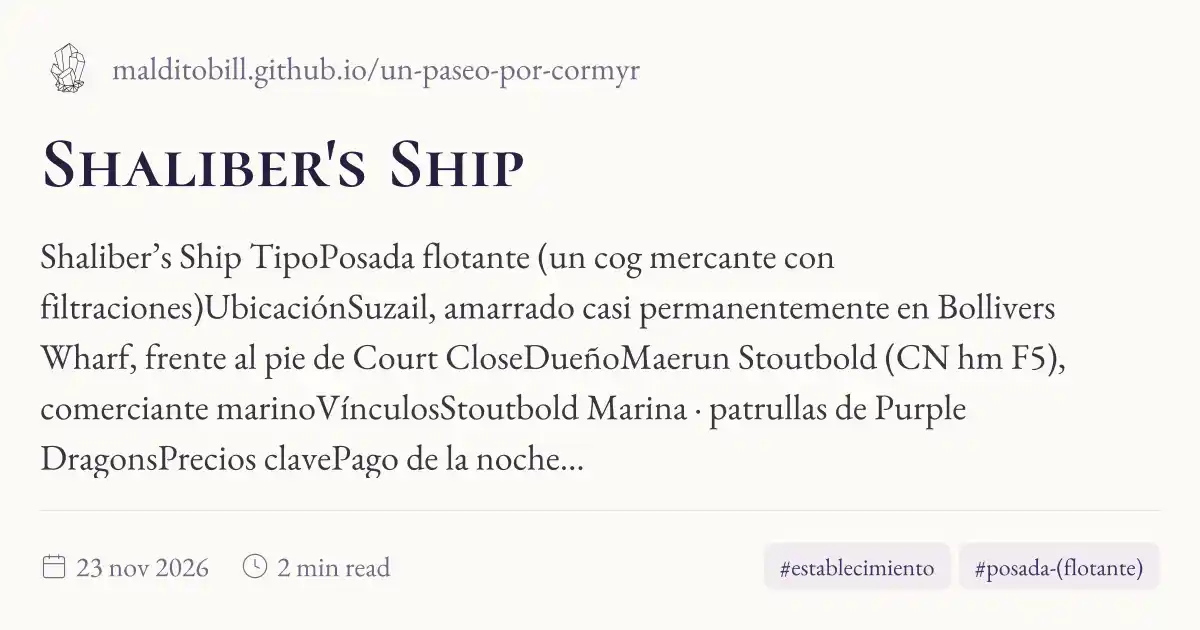 malditobill.github.io/un-paseo-por-cormyr
Shaliber's Ship
Shaliber’s Ship TipoPosada flotante (un cog mercante con
filtraciones)UbicaciónSuzail, amarrado casi permanentemente en Bollivers
Wharf, frente al pie de Court CloseDueñoMaerun Stoutbold (CN hm F5),
comerciante marinoVínculosStoutbold Marina · patrullas de Purple
DragonsPrecios clavePago de la noche...
23 nov 2026 2 min read #establecimiento #posada-(flotante)